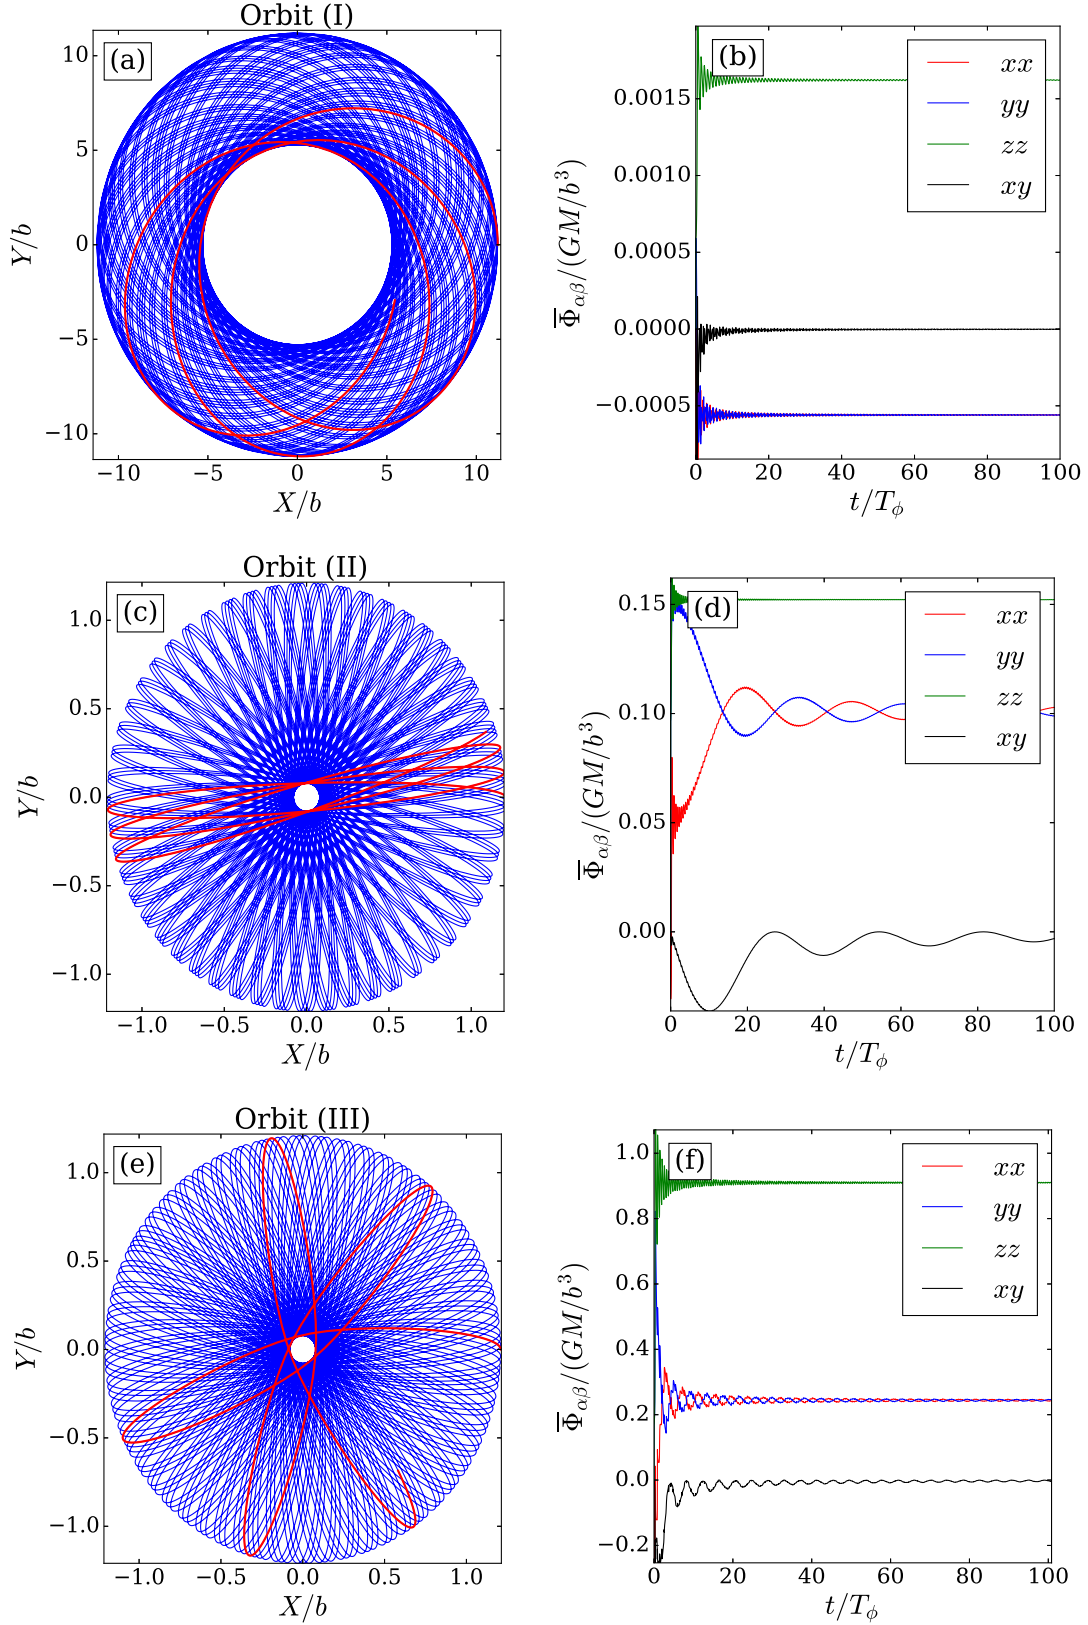 Orbit (I)
(a)
10
5
0
−5
−10
Y/b
−10 −5 0 5 10
X/b
(b)
xx
yy
zz
xy
0.0015
0.0010
0.0005
0.0000
−0.0005
Φ̅αβ/(GM/b³)
0 20 40 60 80 100
t/Tϕ
Orbit (II)
(c)
1.0
0.5
0.0
−0.5
−1.0
Y/b
−1.0 −0.5 0.0 0.5 1.0
X/b
(d)
xx
yy
zz
xy
0.15
0.10
0.05
0.00
Φ̅αβ/(GM/b³)
0 20 40 60 80 100
t/Tϕ
Orbit (III)
(e)
1.0
0.5
0.0
−0.5
−1.0
Y/b
−1.0 −0.5 0.0 0.5 1.0
X/b
(f)
xx
yy
zz
xy
1.0
0.8
0.6
0.4
0.2
0.0
−0.2
Φ̅αβ/(GM/b³)
0 20 40 60 80 100
t/Tϕ